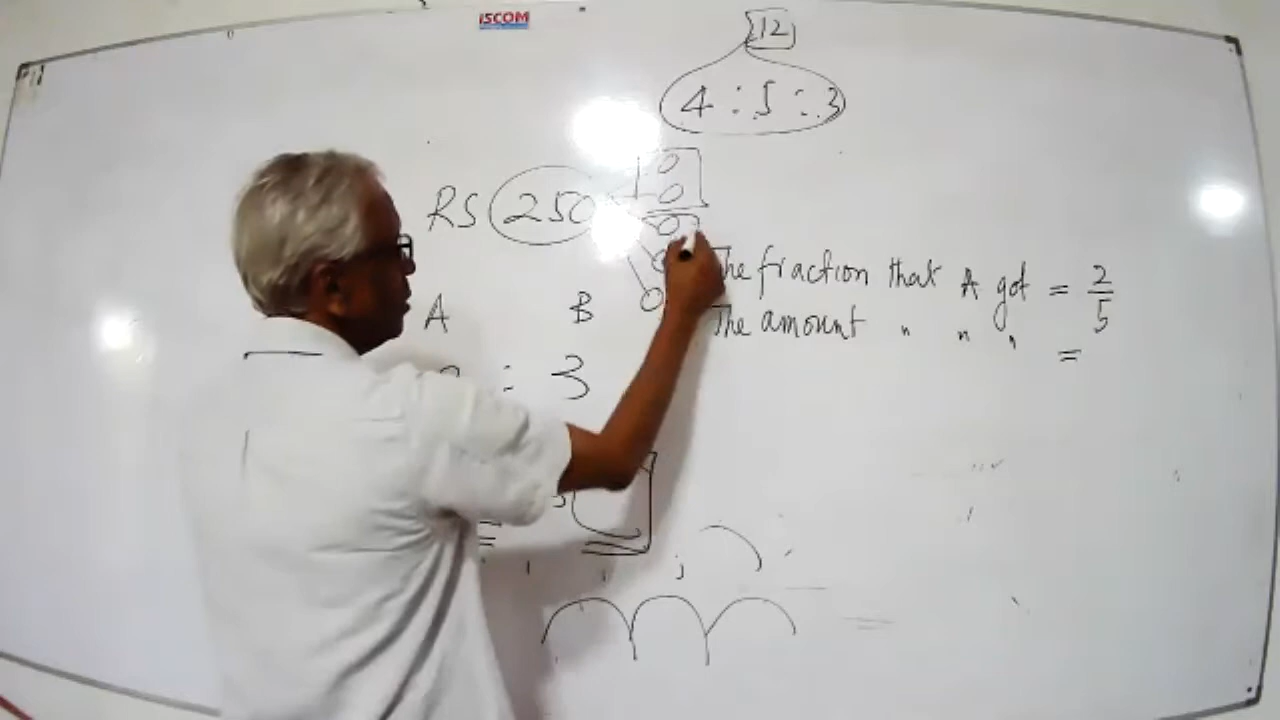 iSCOM
12
4 : 5 : 3
RS 250
The fraction that A got = 2/5
The amount " " " =
A B
: 3